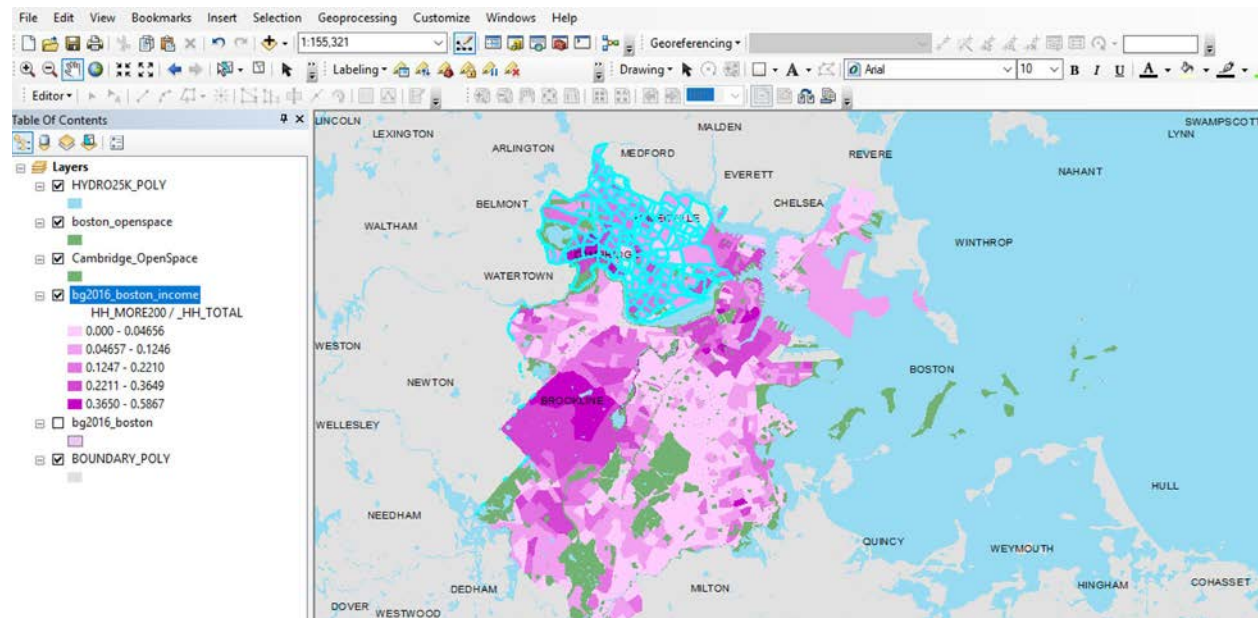 File Edit View Bookmarks Insert Selection Geoprocessing Customize Windows Help
1:155,321 Georeferencing
Labeling Drawing Arial 10 B I U A
Editor
Table Of Contents
Layers
HYDRO25K_POLY
boston_openspace
Cambridge_OpenSpace
bg2016_boston_income
HH_MORE200 / _HH_TOTAL
0.000 - 0.04656
0.04657 - 0.1246
0.1247 - 0.2210
0.2211 - 0.3649
0.3650 - 0.5867
bg2016_boston
BOUNDARY_POLY
LINCOLN
LEXINGTON
ARLINGTON
MEDFORD
MALDEN
REVERE
SWAMPSCOTT
LYNN
NAHANT
EVERETT
BELMONT
CHELSEA
WALTHAM
WINTHROP
WATERTOWN
WESTON
NEWTON
BOSTON
BROOKLINE
WELLESLEY
HULL
NEEDHAM
QUINCY
WEYMOUTH
DEDHAM
MILTON
HINGHAM
COHASSET
DOVER
WESTWOOD